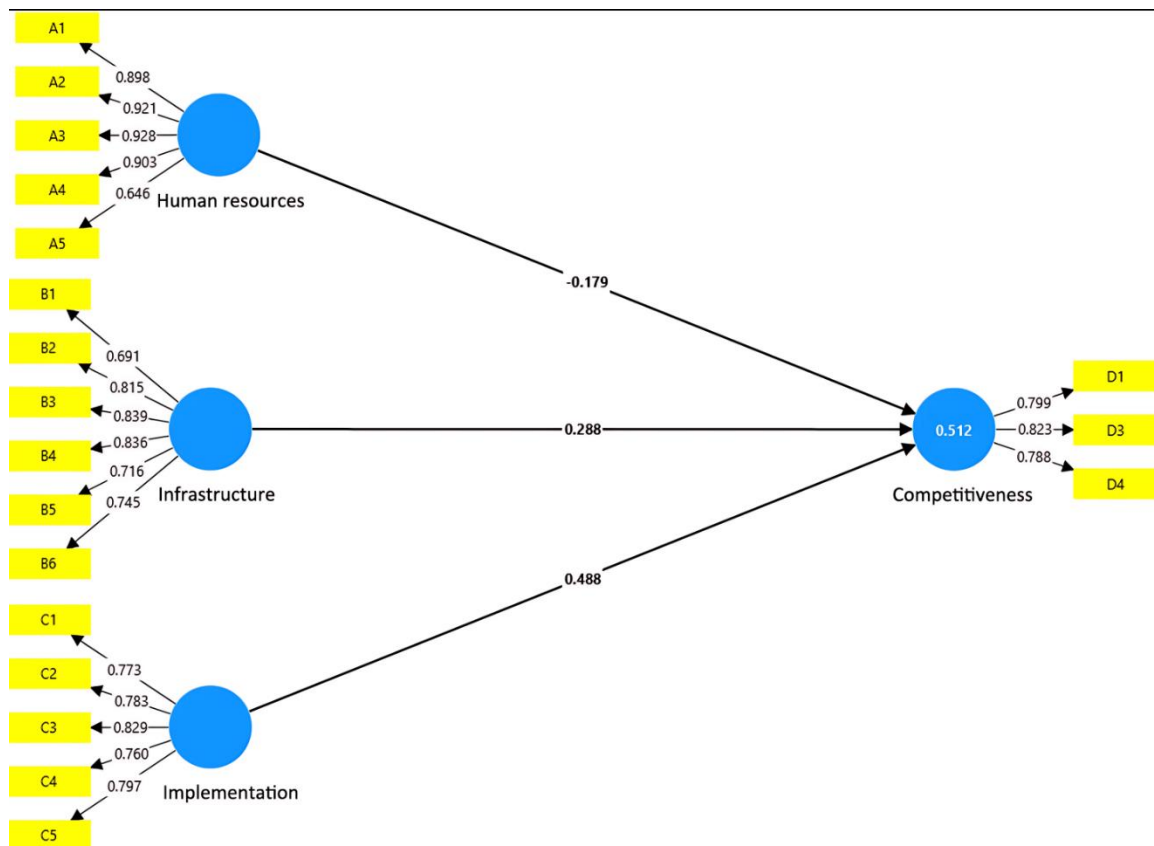 A1
0.898
A2
0.921
A3
0.928
A4
0.903
0.646
A5
Human resources
-0.179
B1
0.691
B2
0.815
B3
0.839
B4
0.836
0.716
B5
0.745
B6
Infrastructure
0.288
0.512
Competitiveness
D1
0.799
D3
0.823
0.788
D4
0.488
C1
0.773
C2
0.783
C3
0.829
0.760
C4
0.797
C5
Implementation